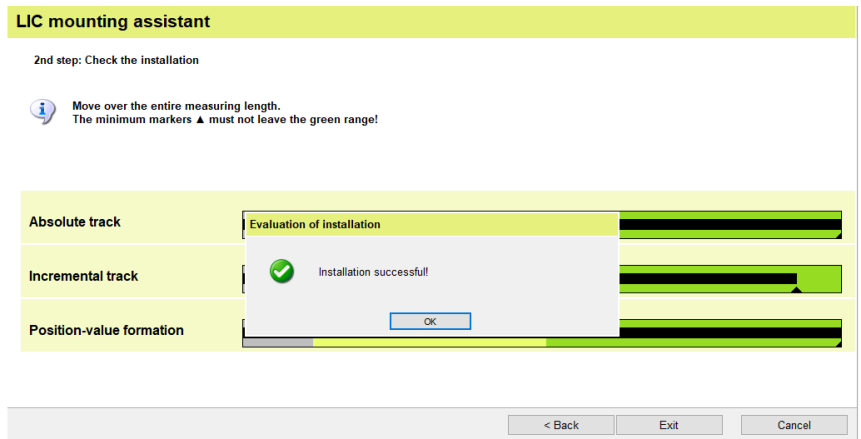 LIC mounting assistant
2nd step: Check the installation
Move over the entire measuring length.
The minimum markers ▲ must not leave the green range!
Absolute track
Evaluation of installation
Installation successful!
Incremental track
OK
Position-value formation
< Back
Exit
Cancel